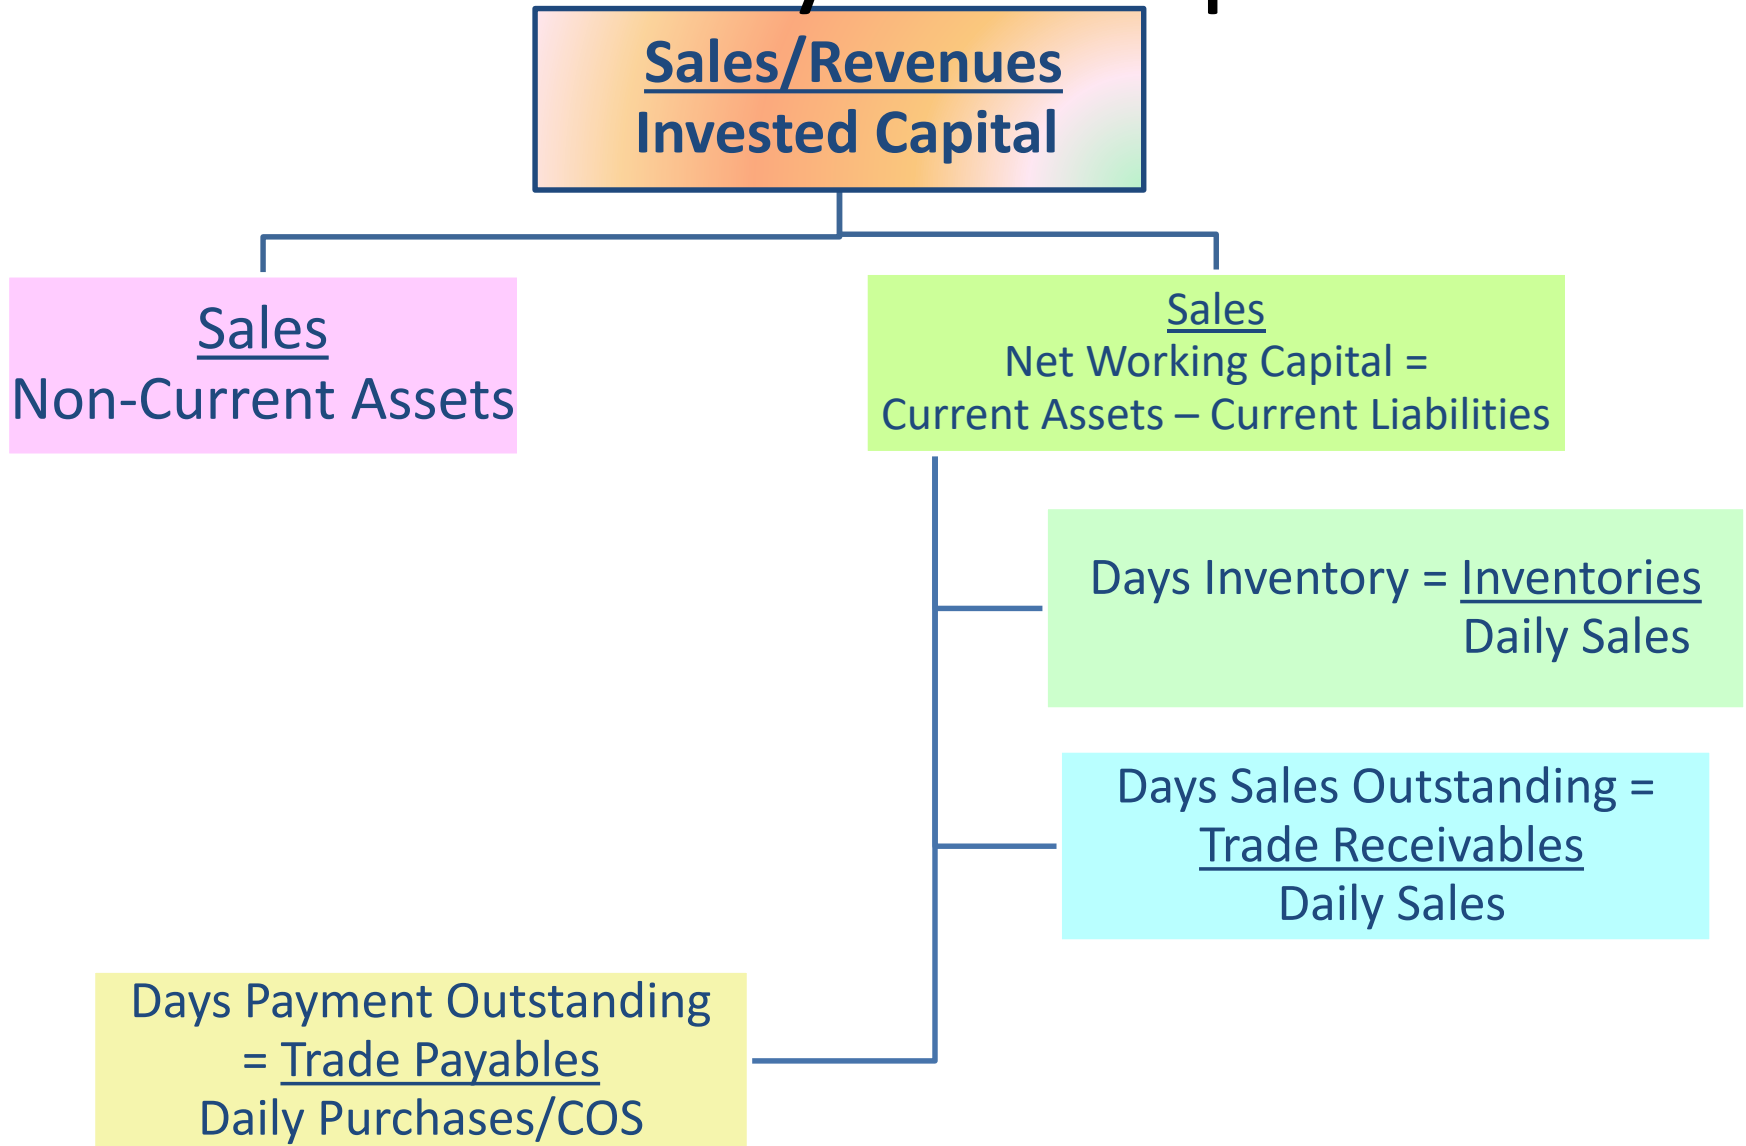 Sales/Revenues
Invested Capital
Sales
Non-Current Assets
Sales
Net Working Capital =
Current Assets – Current Liabilities
Days Inventory = Inventories
Daily Sales
Days Sales Outstanding =
Trade Receivables
Daily Sales
Days Payment Outstanding
= Trade Payables
Daily Purchases/COS